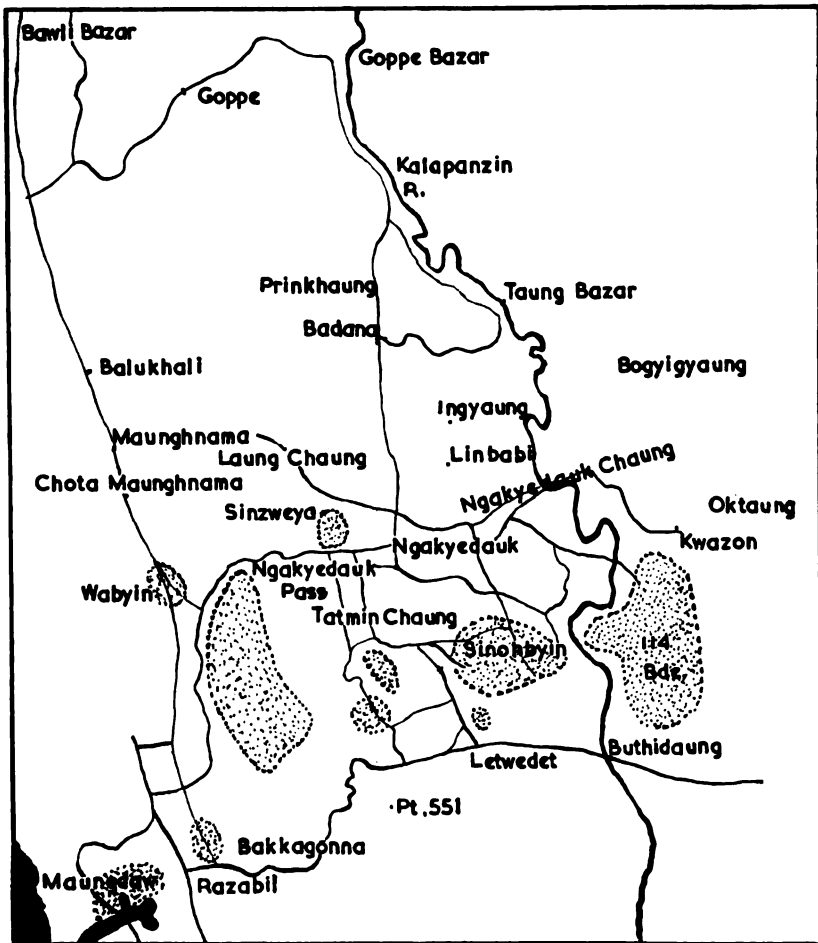 Bawli Bazar
Goppe Bazar
Goppe
Kalapanzin
R.
Prinkhaung
Taung Bazar
Badana
Balukhali
Bogyigyaung
Ingyaung
Maunghnama
Laung Chaung
Linbabi
Ngakyedauk Chaung
Chota Maunghnama
Sinzweya
Oktaung
Kwazon
Ngakyedauk
Ngakyedauk
Pass
Wabyin
Tatmin Chaung
Sinohbyin
114
Bde,
Buthidaung
Letwedet
Pt.551
Bakkagonna
Maungdaw
Razabil